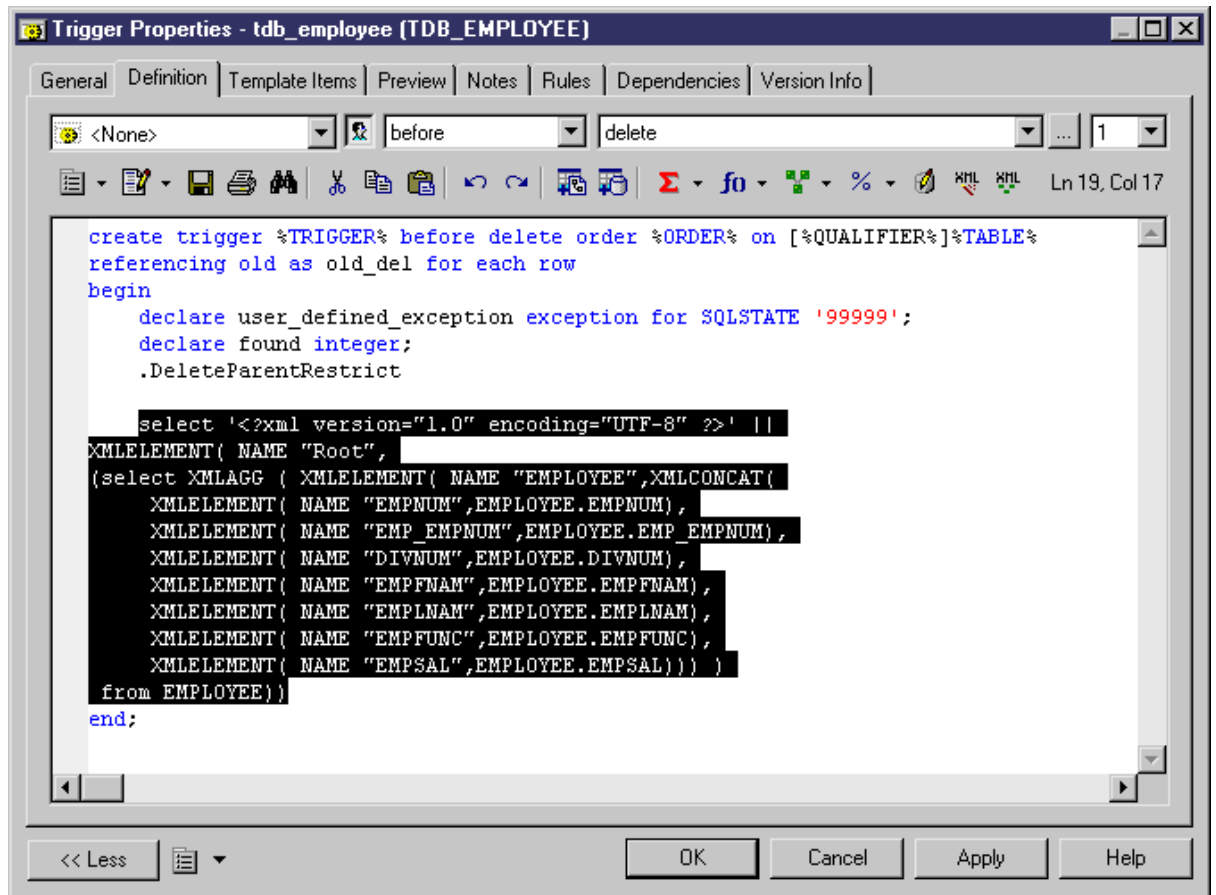 Trigger Properties - tdb_employee (TDB_EMPLOYEE)
General Definition Template Items Preview Notes Rules Dependencies Version Info
<None> before delete ... 1
Σ f() % XML XML Ln 19, Col 17
create trigger %TRIGGER% before delete order %ORDER% on [%QUALIFIER%]%TABLE%
referencing old as old_del for each row
begin
    declare user_defined_exception exception for SQLSTATE '99999';
    declare found integer;
    .DeleteParentRestrict
    select '<?xml version="1.0" encoding="UTF-8" ?>' ||
XMLELEMENT( NAME "Root",
(select XMLAGG ( XMLELEMENT( NAME "EMPLOYEE",XMLCONCAT(
     XMLELEMENT( NAME "EMPNUM",EMPLOYEE.EMPNUM),
     XMLELEMENT( NAME "EMP_EMPNUM",EMPLOYEE.EMP_EMPNUM),
     XMLELEMENT( NAME "DIVNUM",EMPLOYEE.DIVNUM),
     XMLELEMENT( NAME "EMPFNAM",EMPLOYEE.EMPFNAM),
     XMLELEMENT( NAME "EMPLNAM",EMPLOYEE.EMPLNAM),
     XMLELEMENT( NAME "EMPFUNC",EMPLOYEE.EMPFUNC),
     XMLELEMENT( NAME "EMPSAL",EMPLOYEE.EMPSAL))) )
 from EMPLOYEE))
end;
<< Less OK Cancel Apply Help